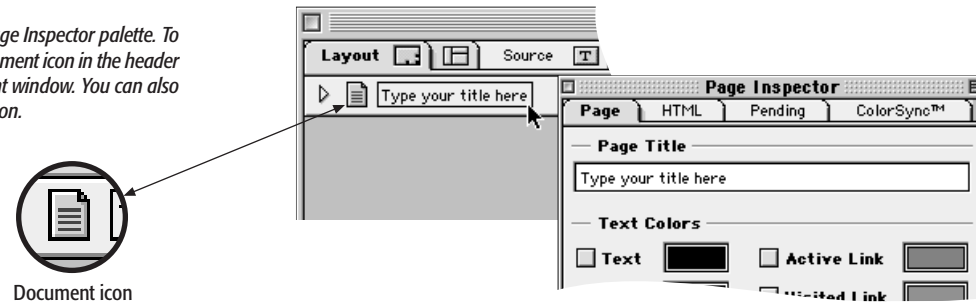 ge Inspector palette. To
ment icon in the header
t window. You can also
on.
Document icon
Layout Source T
Type your title here
Page Inspector
Page HTML Pending ColorSync™
Page Title
Type your title here
Text Colors
Text Active Link
Visited Link